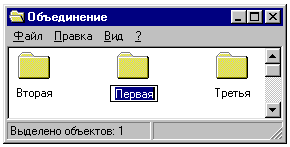 Объединение
Файл Правка Вид ?
Вторая Первая Третья
Выделено объектов: 1